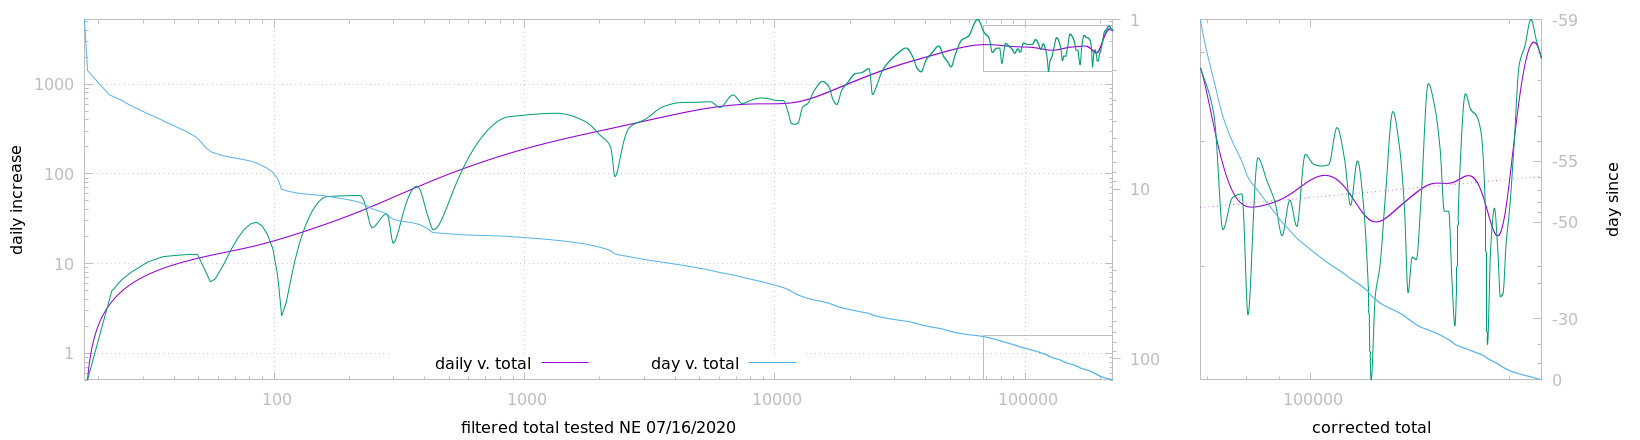 1
-59
1000
-55
100
10
-50
10
-30
1
daily v. total
day v. total
100
0
100
1000
10000
100000
100000
filtered total tested NE 07/16/2020
corrected total
daily increase
day since